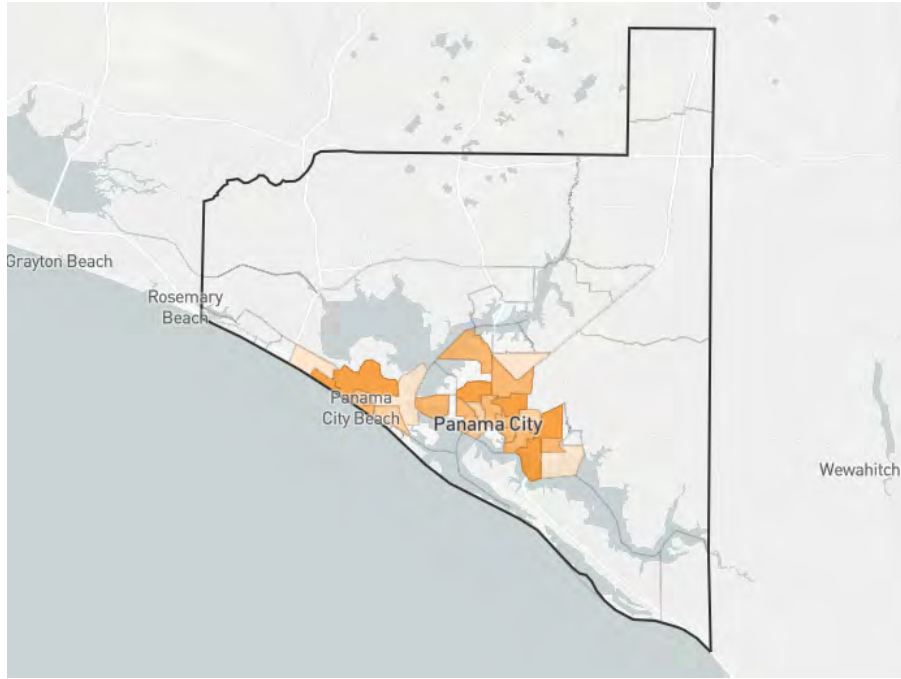 Grayton Beach
Rosemary
Beach
Panama
City Beach
Panama City
Wewahitch